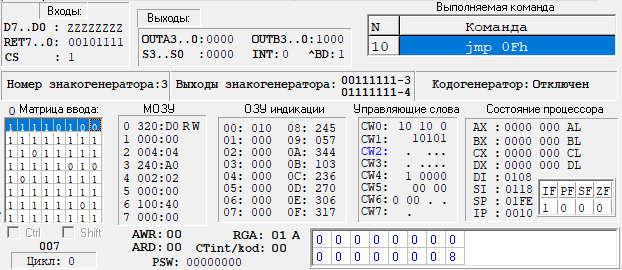 Входы:
D7..D0 : ZZZZZZZZ
RET7..0: 00101111
CS : 1
Выходы:
OUTA3..0:0000 OUTB3..0:1000
S3..S0 :0000 INT:0 ^BD:1
Выполняемая команда
N Команда
10 jmp 0Fh
Номер знакогенератора:3
Выходы знакогенератора: 00111111-3
01111111-4
Кодогенератор: Отключен
0 Матрица ввода:
1 1 1 1 0 1 0 0
1 1 1 1 1 1 1 1
1 1 0 1 1 1 1 1
1 1 1 1 1 0 1 0
1 0 1 1 1 1 1 1
1 1 1 1 1 1 1 1
1 1 1 1 1 1 1 1
1 1 1 1 1 1 1 1
Ctrl Shift
007
Цикл: 0
МОЗУ
0 320:D0 R W
1 000:00
2 004:04
3 240:A0
4 002:02
5 000:00
6 100:40
7 000:00
ОЗУ индикации
00: 010 08: 245
01: 009 09: 057
02: 000 0A: 344
03: 000 0B: 103
04: 000 0C: 236
05: 000 0D: 270
06: 000 0E: 306
07: 000 0F: 317
Управляющие слова
CW0: 10 10 0
CW1: 10101
CW2: . ...
CW3: . ....
CW4: 1 0000
CW5: 00 00
CW6: 0 00 . .
CW7: .
Состояние процессора
AX : 0000 000 AL
BX : 0000 000 BL
CX : 0000 000 CL
DX : 0000 000 DL
DI : 0108
SI : 0118
SP : 01FE
IP : 0010
IF PF SF ZF
1 0 0 0
AWR: 00 RGA: 01 A
ARD: 00 CTint/kod: 00
PSW: 00000000
0 0 0 0 0 0 0 0
0 0 0 0 0 0 0 8